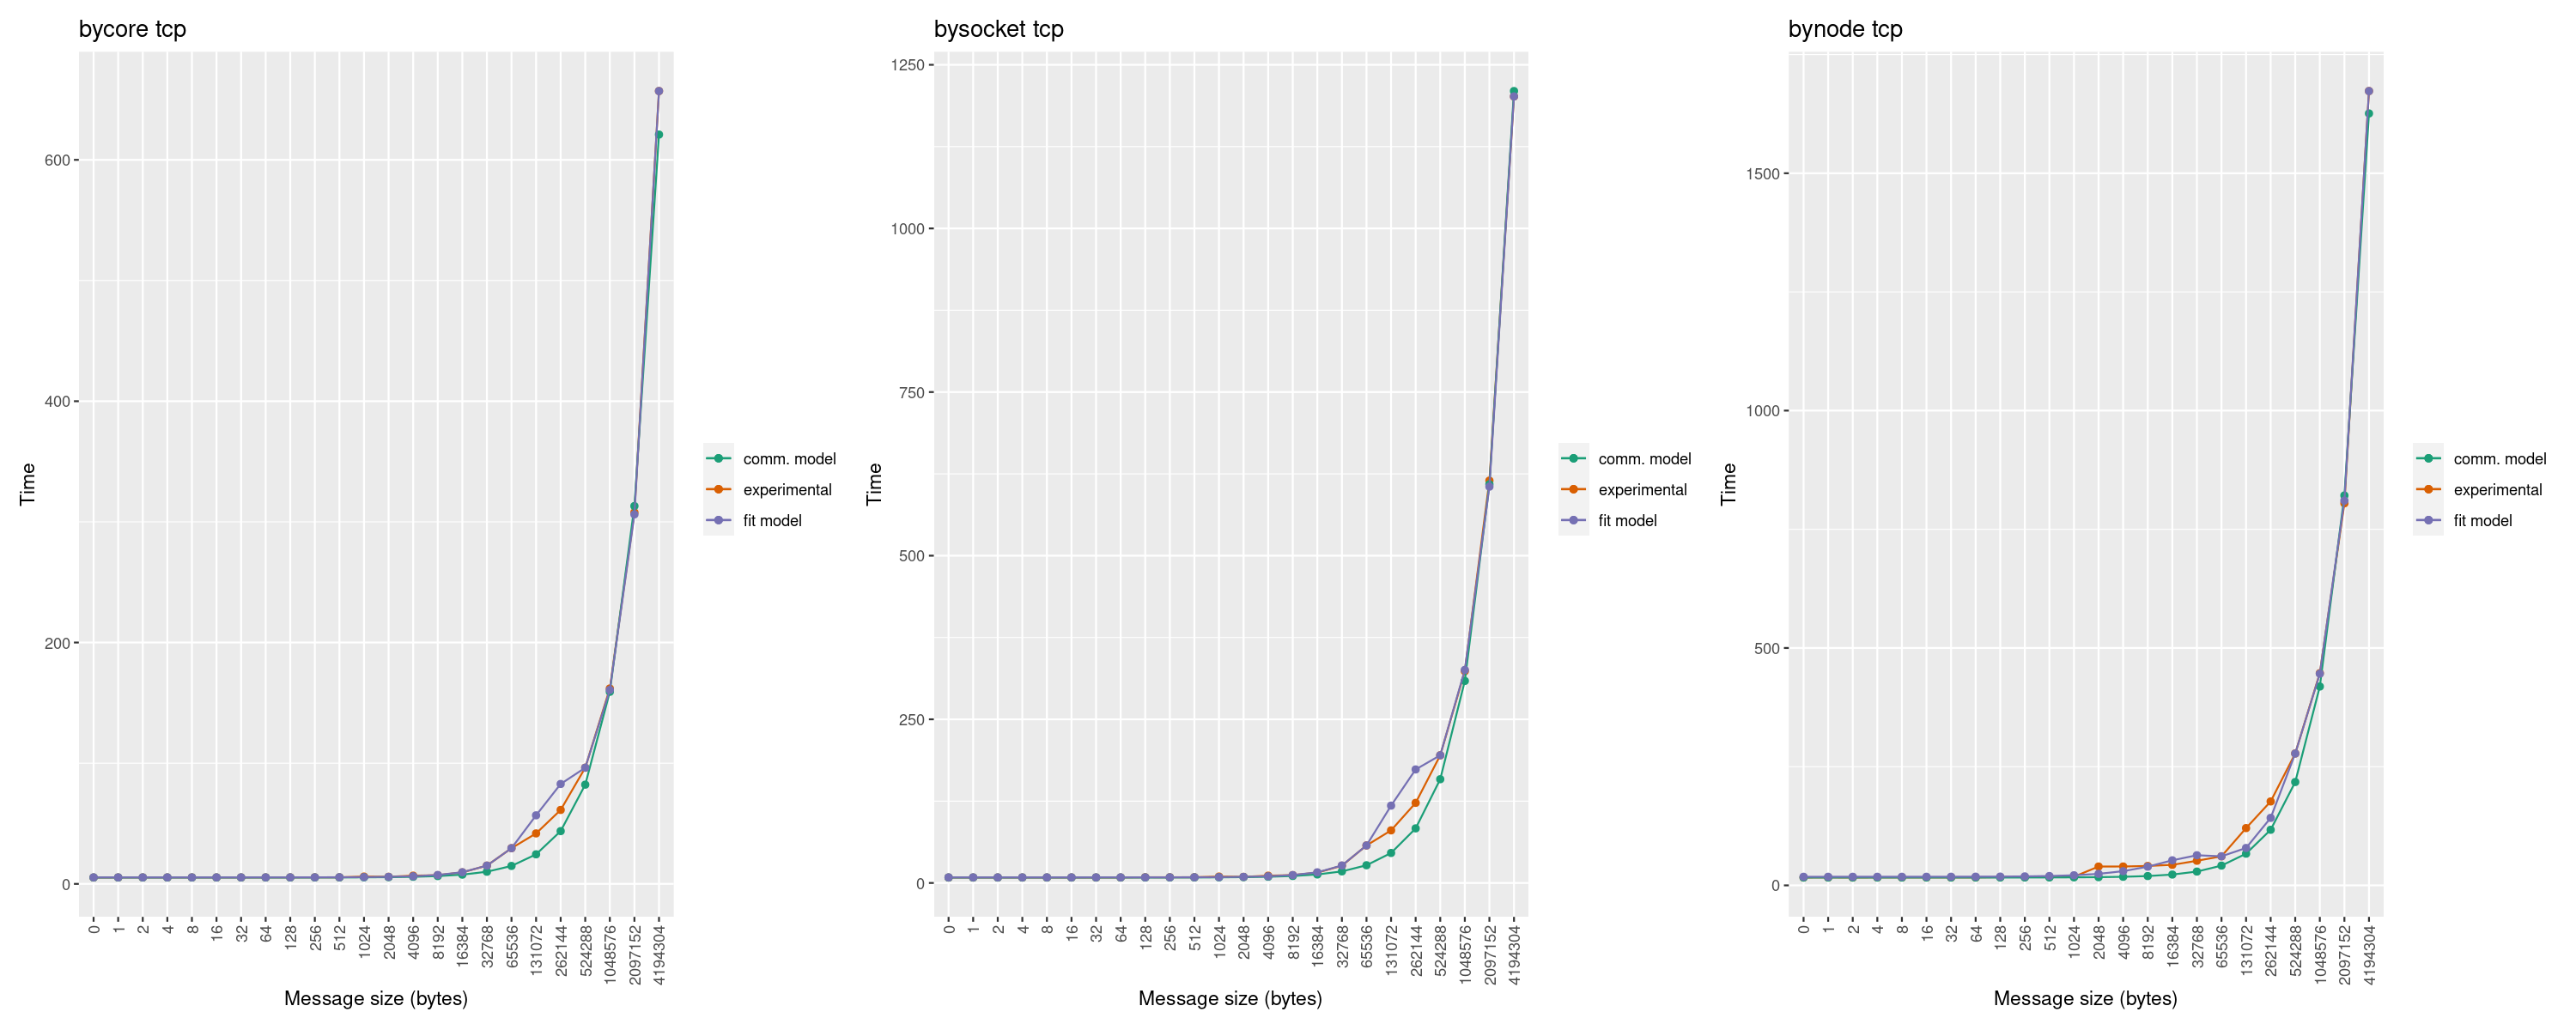 bycore tcp
600
400
200
0
Time
0 1 2 4 8 16 32 64 128 256 512 1024 2048 4096 8192 16384 32768 65536 131072 262144 524288 1048576 2097152 4194304
Message size (bytes)
comm. model
experimental
fit model
bysocket tcp
1250
1000
750
500
250
0
Time
0 1 2 4 8 16 32 64 128 256 512 1024 2048 4096 8192 16384 32768 65536 131072 262144 524288 1048576 2097152 4194304
Message size (bytes)
comm. model
experimental
fit model
bynode tcp
1500
1000
500
0
Time
0 1 2 4 8 16 32 64 128 256 512 1024 2048 4096 8192 16384 32768 65536 131072 262144 524288 1048576 2097152 4194304
Message size (bytes)
comm. model
experimental
fit model